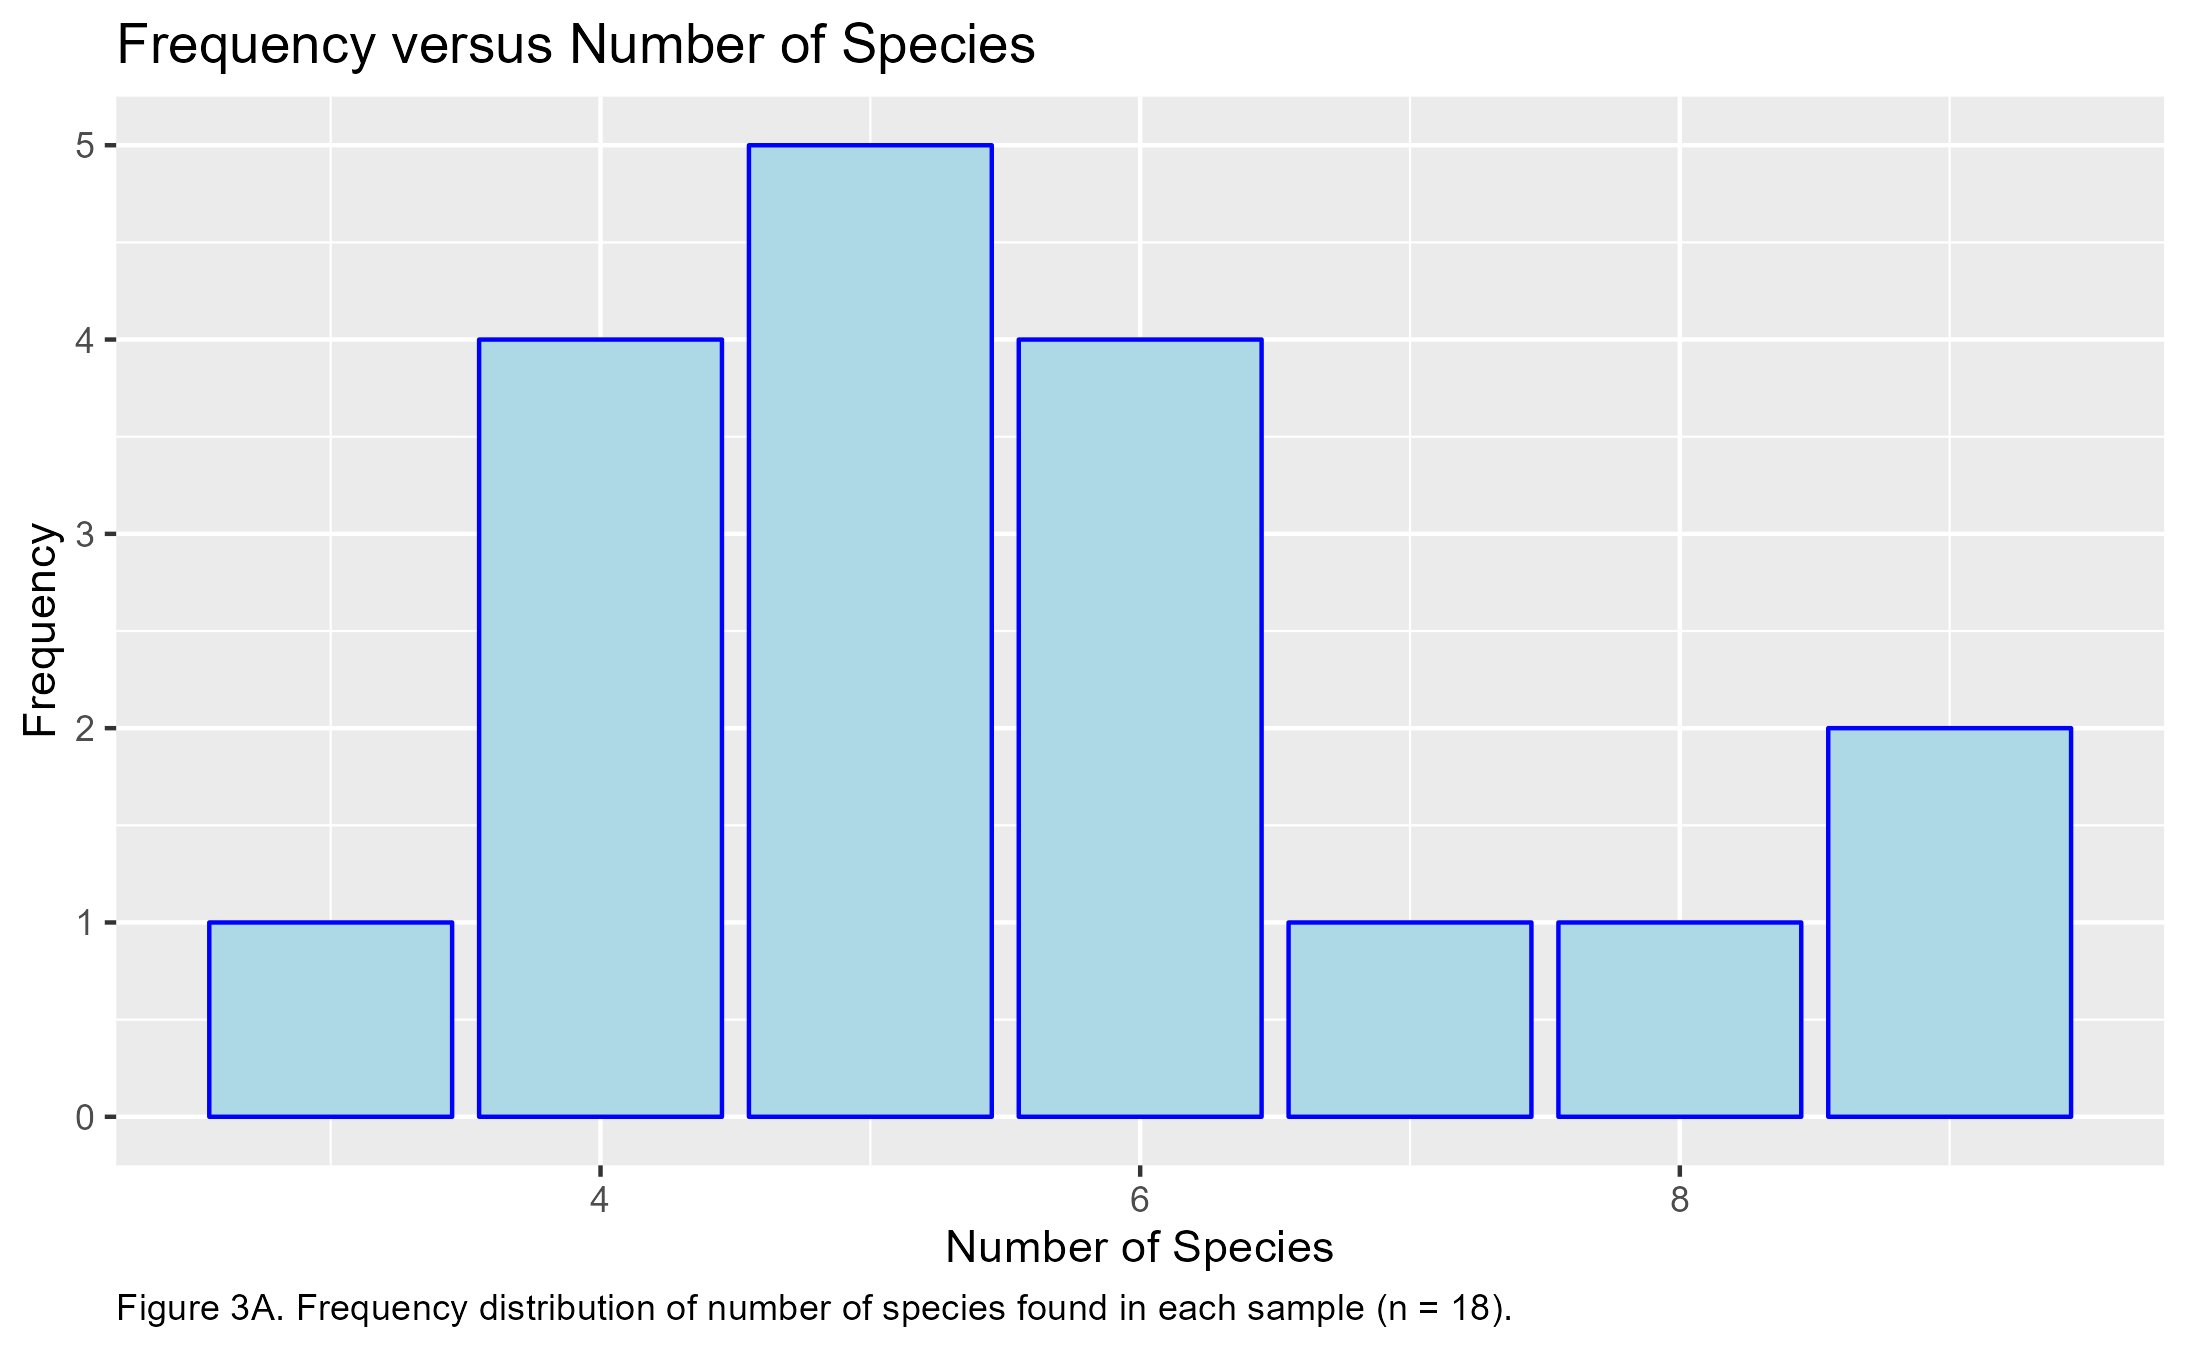 Frequency versus Number of Species
5
4
3
2
1
0
Frequency
4 6 8
Number of Species
Figure 3A. Frequency distribution of number of species found in each sample (n = 18).